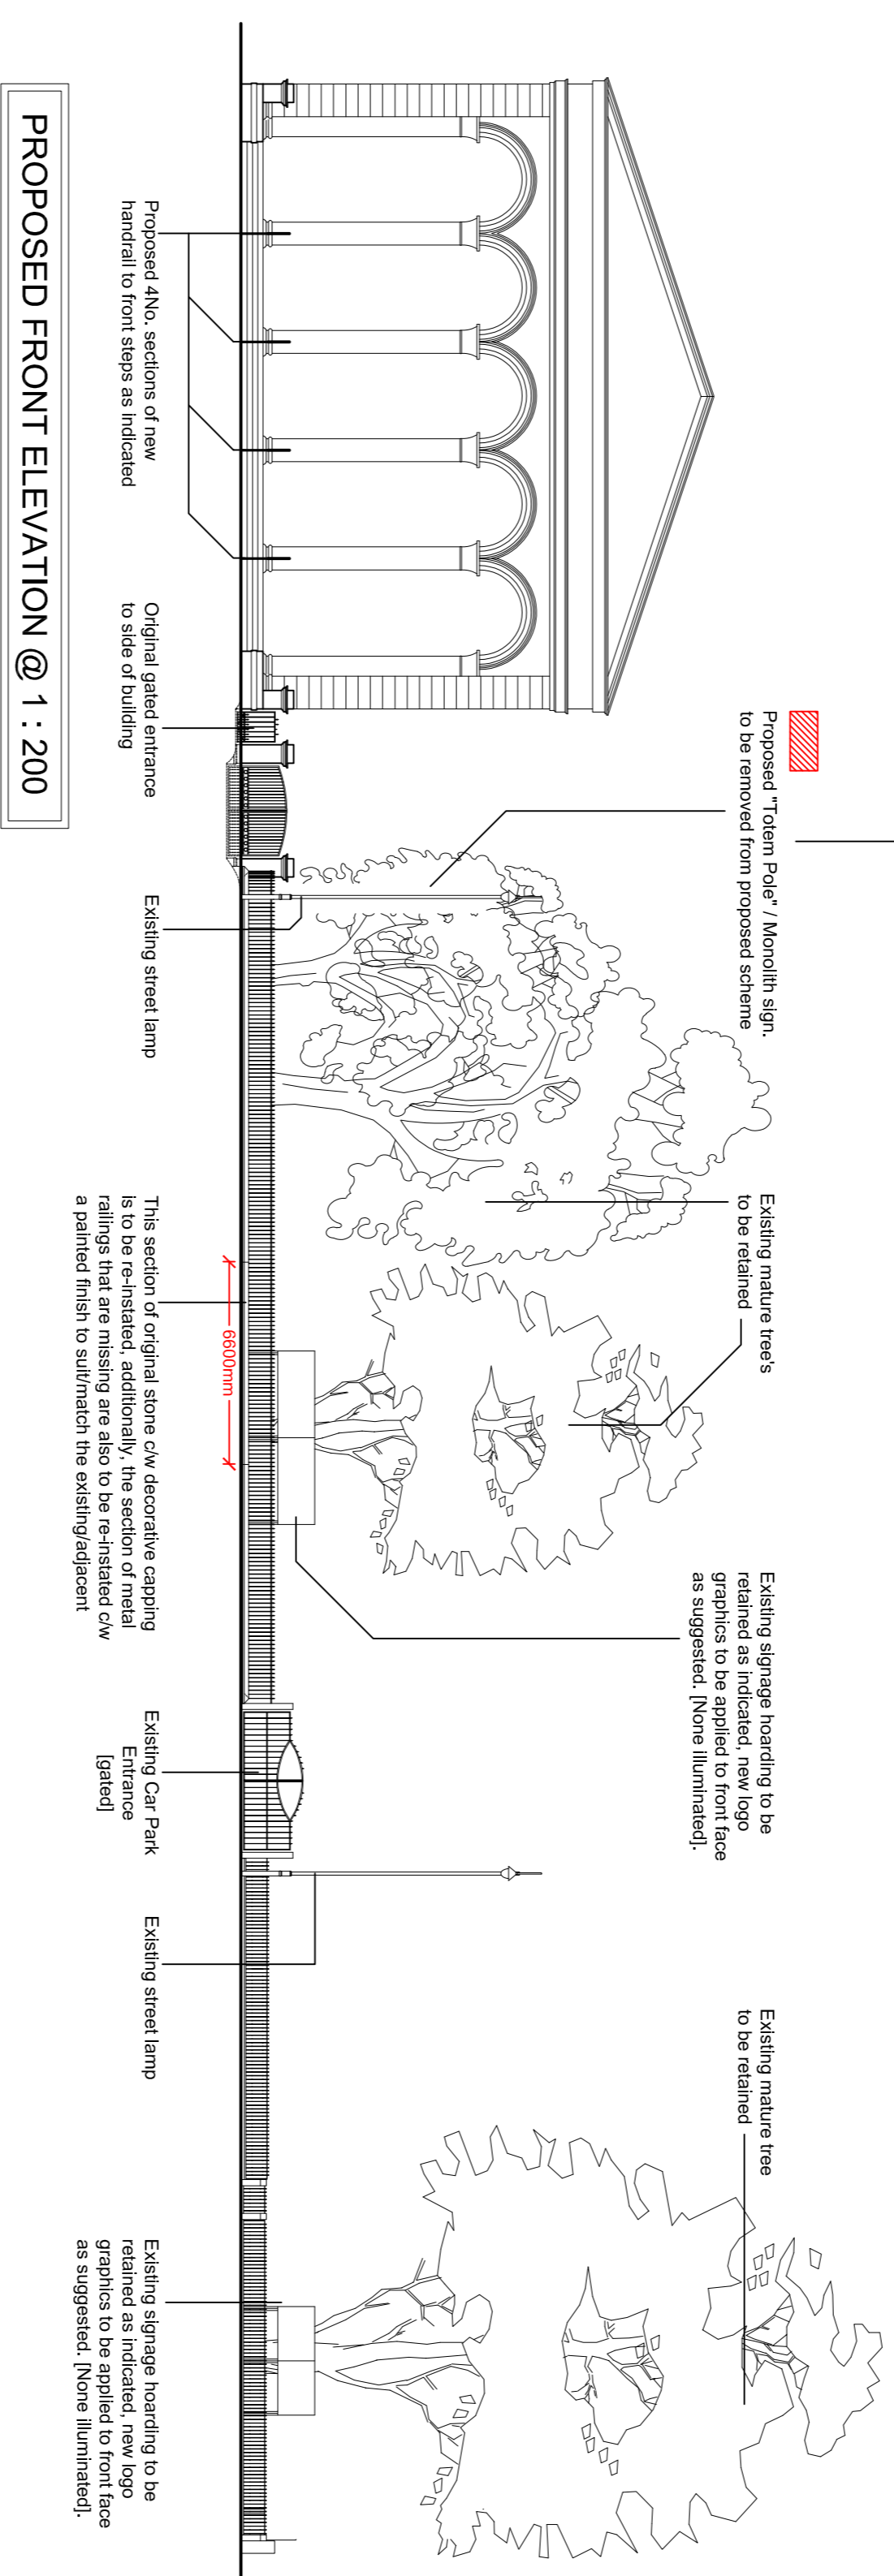 Proposed "Totem Pole" / Monolith sign.
to be removed from proposed scheme
Existing mature tree's
to be retained
Existing signage hoarding to be
retained as indicated, new logo
graphics to be applied to front face
as suggested. [None illuminated].
Existing mature tree
to be retained
Proposed 4No. sections of new
handrail to front steps as indicated
Original gated entrance
to side of building
Existing street lamp
6600mm
This section of original stone c/w decorative capping
is to be re-instated, additionally, the section of metal
railings that are missing are also to be re-instated c/w
a painted finish to suit/match the existing/adjacent
Existing Car Park
Entrance
[gated]
Existing street lamp
Existing signage hoarding to be
retained as indicated, new logo
graphics to be applied to front face
as suggested. [None illuminated].
PROPOSED FRONT ELEVATION @ 1 : 200